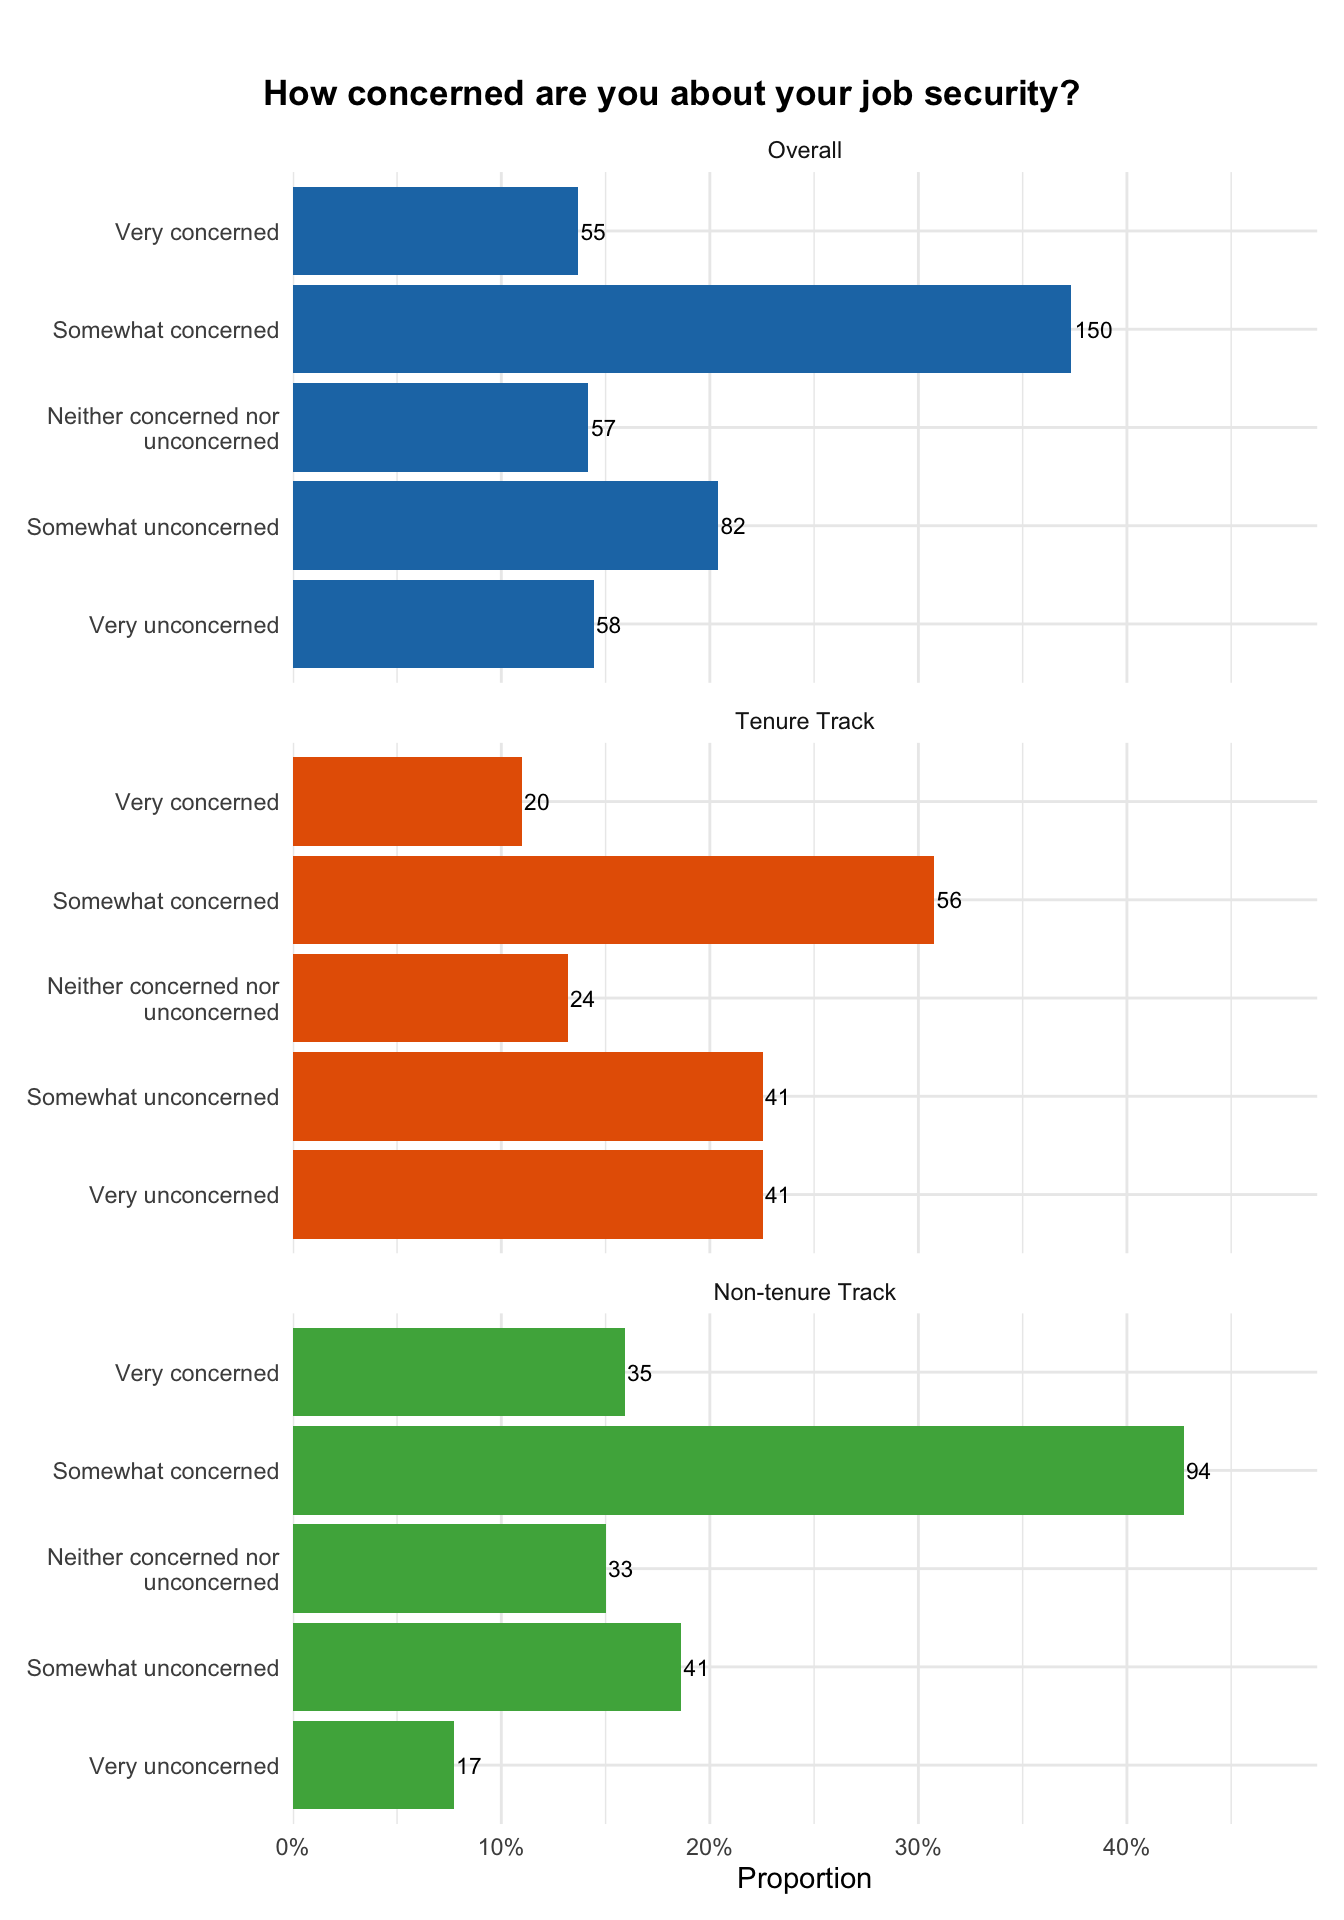 How concerned are you about your job security?
Overall
Very concerned
55
Somewhat concerned
150
Neither concerned nor
unconcerned
57
Somewhat unconcerned
82
Very unconcerned
58
Tenure Track
Very concerned
20
Somewhat concerned
56
Neither concerned nor
unconcerned
24
Somewhat unconcerned
41
Very unconcerned
41
Non-tenure Track
Very concerned
35
Somewhat concerned
94
Neither concerned nor
unconcerned
33
Somewhat unconcerned
41
Very unconcerned
17
0% 10% 20% 30% 40%
Proportion